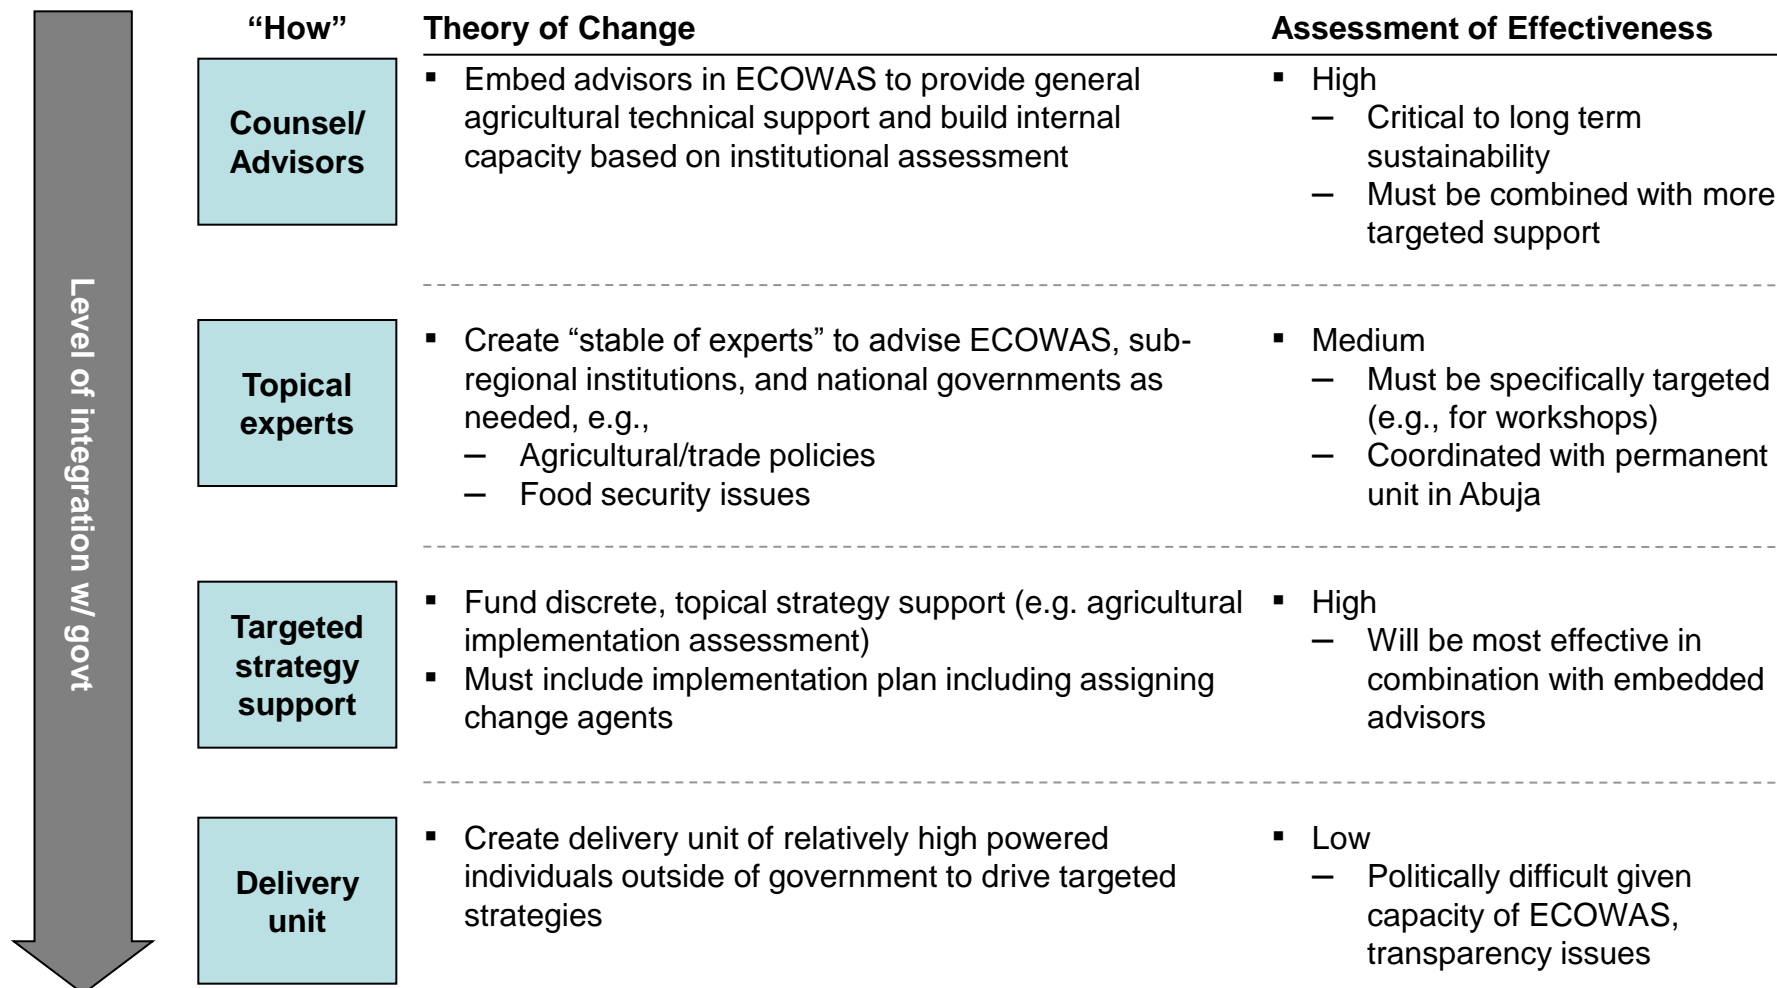 “How” Theory of Change Assessment of Effectiveness
Level of integration w/ govt
Counsel/
Advisors
▪ Embed advisors in ECOWAS to provide general
agricultural technical support and build internal
capacity based on institutional assessment
▪ High
– Critical to long term
sustainability
– Must be combined with more
targeted support
Topical
experts
▪ Create “stable of experts” to advise ECOWAS, sub-
regional institutions, and national governments as
needed, e.g.,
– Agricultural/trade policies
– Food security issues
▪ Medium
– Must be specifically targeted
(e.g., for workshops)
– Coordinated with permanent
unit in Abuja
Targeted
strategy
support
▪ Fund discrete, topical strategy support (e.g. agricultural
implementation assessment)
▪ Must include implementation plan including assigning
change agents
▪ High
– Will be most effective in
combination with embedded
advisors
Delivery
unit
▪ Create delivery unit of relatively high powered
individuals outside of government to drive targeted
strategies
▪ Low
– Politically difficult given
capacity of ECOWAS,
transparency issues